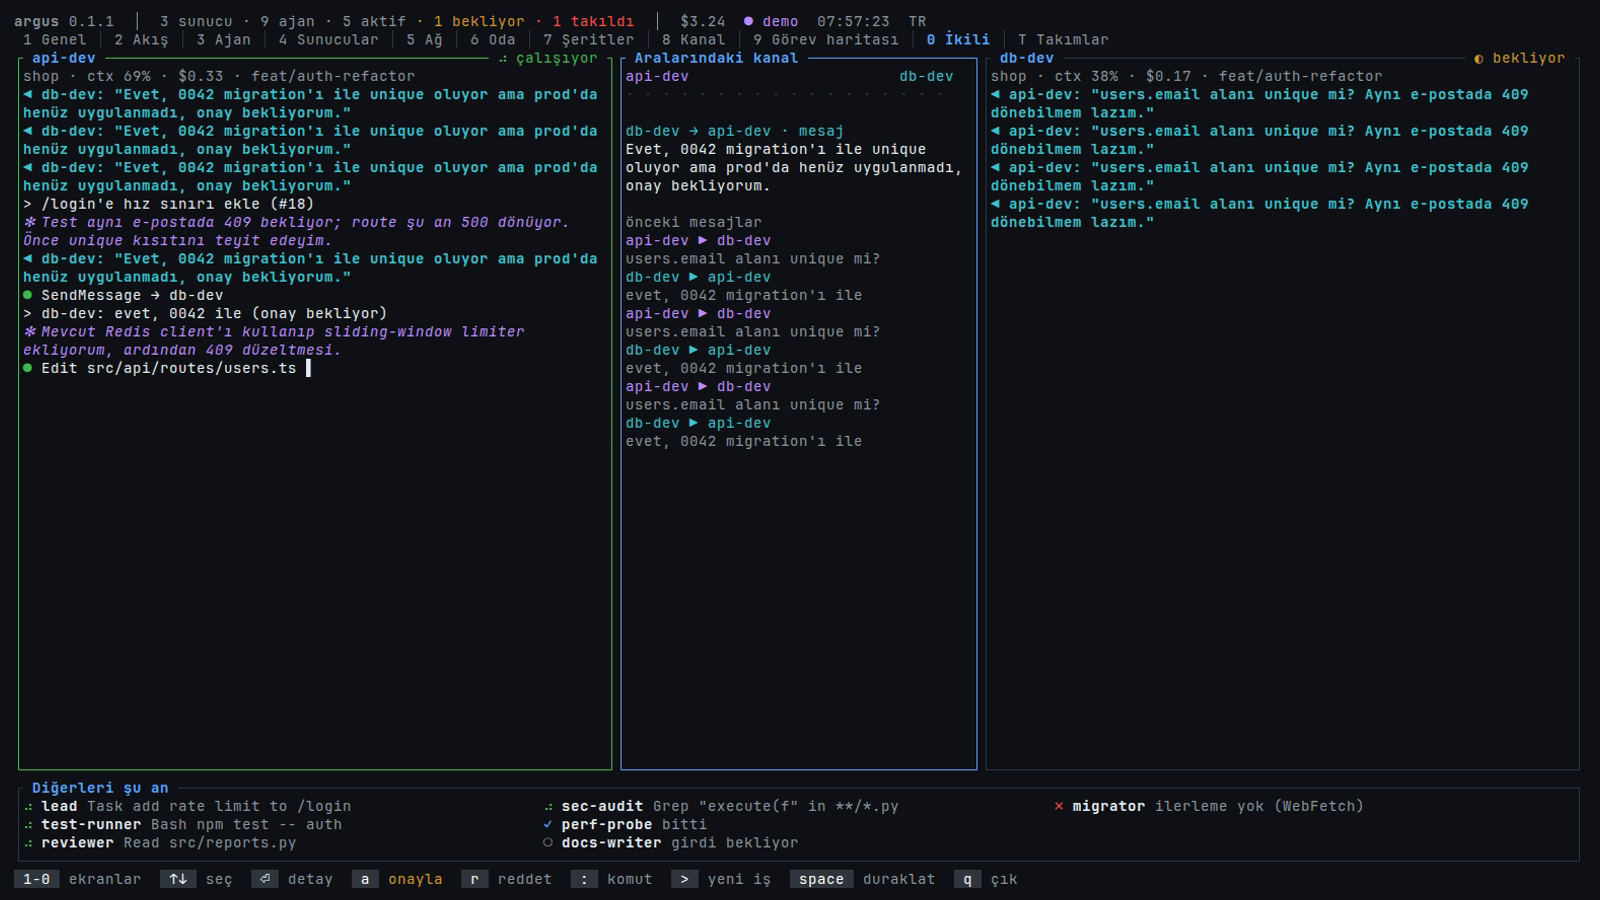 argus 0.1.1 │ 3 sunucu · 9 ajan · 5 aktif · 1 bekliyor · 1 takıldı │ $3.24 ● demo 07:57:23 TR
1 Genel │ 2 Akış │ 3 Ajan │ 4 Sunucular │ 5 Ağ │ 6 Oda │ 7 Şeritler │ 8 Kanal │ 9 Görev haritası │ 0 İkili │ T Takımlar
api-dev çalışıyor
shop · ctx 69% · $0.33 · feat/auth-refactor
◄ db-dev: "Evet, 0042 migration'ı ile unique oluyor ama prod'da
henüz uygulanmadı, onay bekliyorum."
◄ db-dev: "Evet, 0042 migration'ı ile unique oluyor ama prod'da
henüz uygulanmadı, onay bekliyorum."
◄ db-dev: "Evet, 0042 migration'ı ile unique oluyor ama prod'da
henüz uygulanmadı, onay bekliyorum."
> /login'e hız sınırı ekle (#18)
✻ Test aynı e-postada 409 bekliyor; route şu an 500 dönüyor.
Önce unique kısıtını teyit edeyim.
◄ db-dev: "Evet, 0042 migration'ı ile unique oluyor ama prod'da
henüz uygulanmadı, onay bekliyorum."
● SendMessage → db-dev
> db-dev: evet, 0042 ile (onay bekliyor)
✻ Mevcut Redis client'ı kullanıp sliding-window limiter
ekliyorum, ardından 409 düzeltmesi.
● Edit src/api/routes/users.ts
Aralarındaki kanal
api-dev db-dev
db-dev → api-dev · mesaj
Evet, 0042 migration'ı ile unique
oluyor ama prod'da henüz uygulanmadı,
onay bekliyorum.
önceki mesajlar
api-dev ► db-dev
users.email alanı unique mi?
db-dev ► api-dev
evet, 0042 migration'ı ile
api-dev ► db-dev
users.email alanı unique mi?
db-dev ► api-dev
evet, 0042 migration'ı ile
api-dev ► db-dev
users.email alanı unique mi?
db-dev ► api-dev
evet, 0042 migration'ı ile
db-dev ◐ bekliyor
shop · ctx 38% · $0.17 · feat/auth-refactor
◄ api-dev: "users.email alanı unique mi? Aynı e-postada 409
dönebilmem lazım."
◄ api-dev: "users.email alanı unique mi? Aynı e-postada 409
dönebilmem lazım."
◄ api-dev: "users.email alanı unique mi? Aynı e-postada 409
dönebilmem lazım."
◄ api-dev: "users.email alanı unique mi? Aynı e-postada 409
dönebilmem lazım."
Diğerleri şu an
lead Task add rate limit to /login
test-runner Bash npm test -- auth
reviewer Read src/reports.py
sec-audit Grep "execute(f" in **/*.py
✓ perf-probe bitti
○ docs-writer girdi bekliyor
✕ migrator ilerleme yok (WebFetch)
1-0 ekranlar ↑↓ seç ⏎ detay a onayla r reddet : komut > yeni iş space duraklat q çık